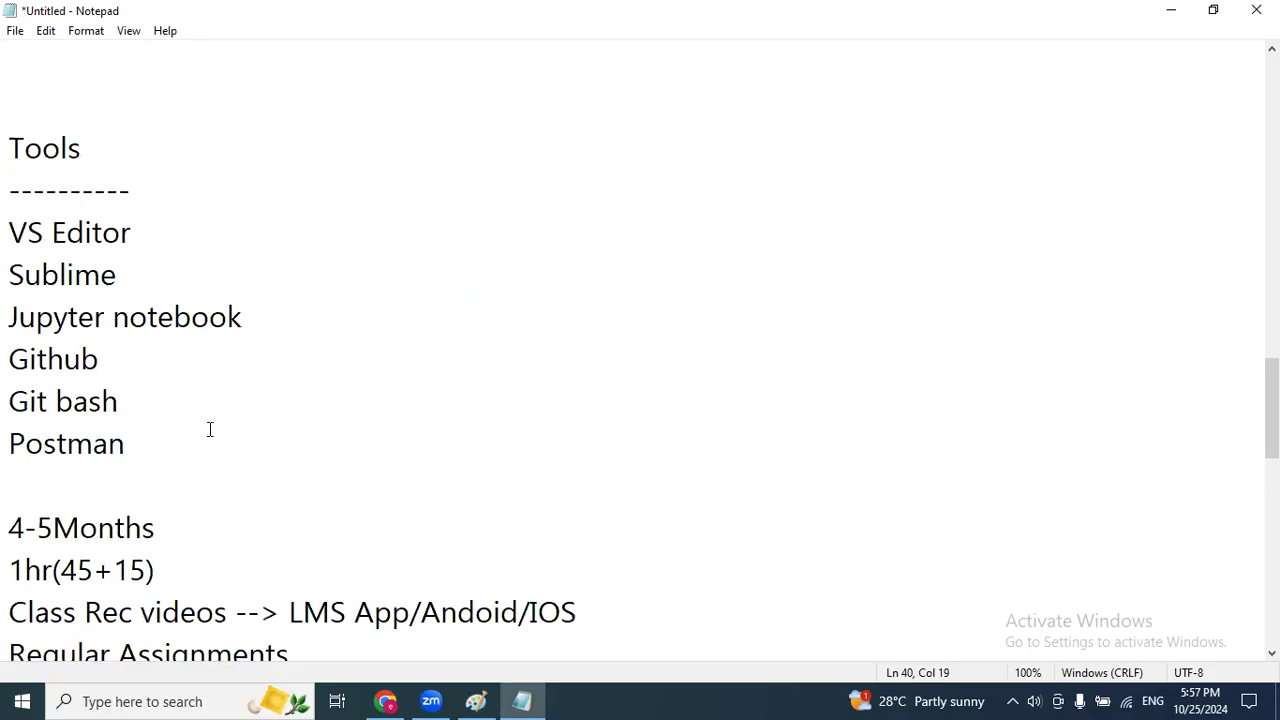 *Untitled - Notepad
File Edit Format View Help
Tools
----------
VS Editor
Sublime
Jupyter notebook
Github
Git bash
Postman
4-5Months
1hr(45+15)
Class Rec videos --> LMS App/Andoid/IOS
Regular Assignments
Activate Windows
Go to Settings to activate Windows.
Ln 40, Col 19 100% Windows (CRLF) UTF-8
Type here to search 28°C Partly sunny ENG 5:57 PM
10/25/2024